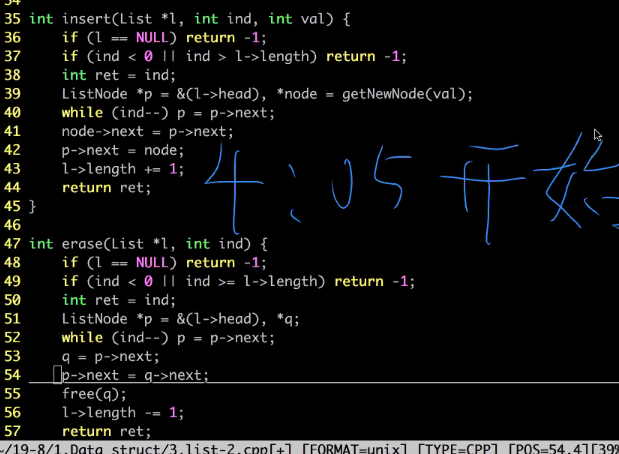 35 int insert(List *l, int ind, int val) {
36     if (l == NULL) return -1;
37     if (ind < 0 || ind > l->length) return -1;
38     int ret = ind;
39     ListNode *p = &(l->head), *node = getNewNode(val);
40     while (ind--) p = p->next;
41     node->next = p->next;
42     p->next = node;
43     l->length += 1;
44     return ret;
45 }
46
47 int erase(List *l, int ind) {
48     if (l == NULL) return -1;
49     if (ind < 0 || ind >= l->length) return -1;
50     int ret = ind;
51     ListNode *p = &(l->head), *q;
52     while (ind--) p = p->next;
53     q = p->next;
54     p->next = q->next;
55     free(q);
56     l->length -= 1;
57     return ret;
4:05 开始
~/19-8/1.Data_struct/3.list-2.cpp[+] [FORMAT=unix] [TYPE=CPP] [POS=54,4][39%